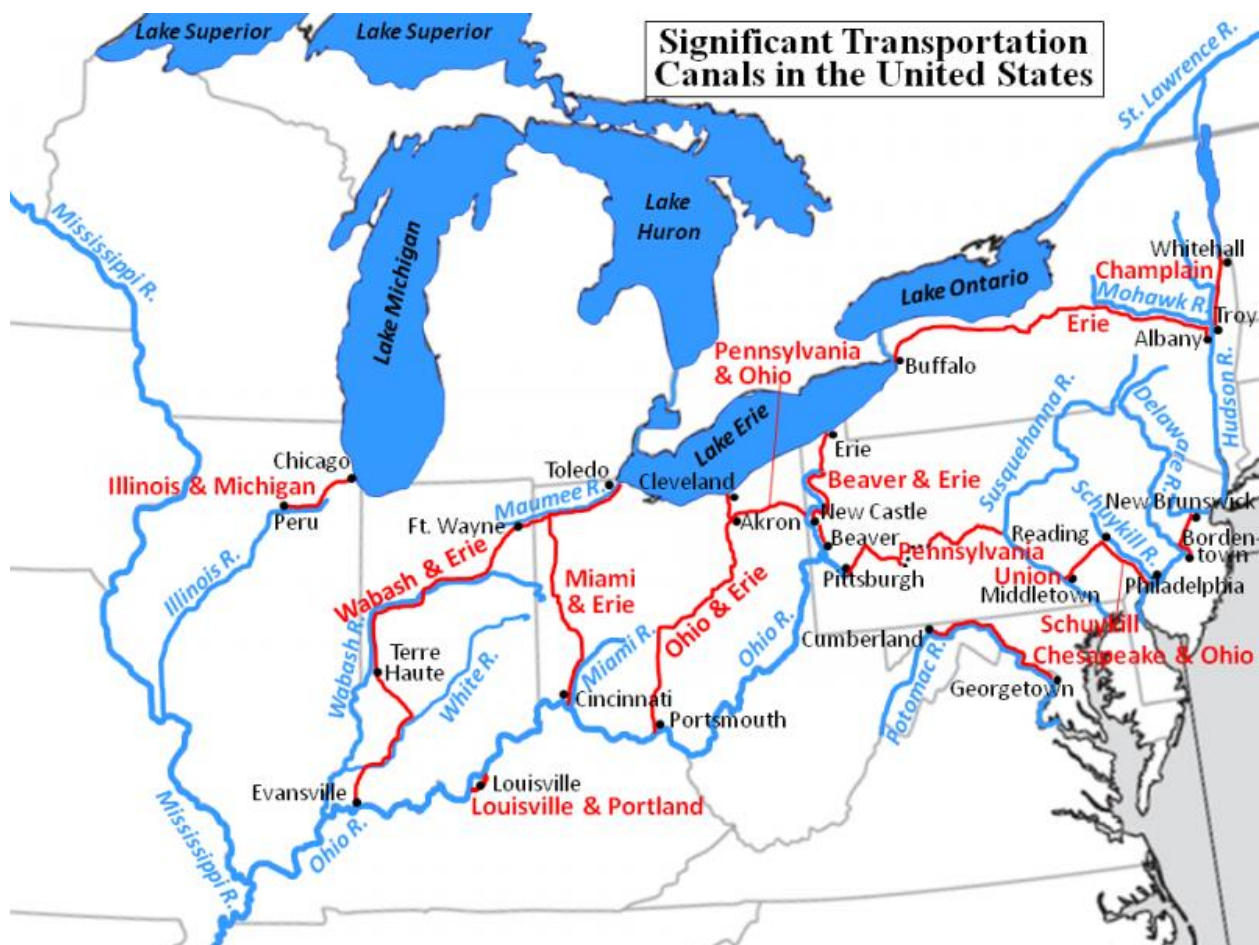 Lake Superior
Lake Superior
Significant Transportation
Canals in the United States
St. Lawrence R.
Mississippi R.
Lake Michigan
Lake
Huron
Lake Ontario
Whitehall
Champlain
Mohawk R.
Troy
Erie
Albany
Pennsylvania
& Ohio
Buffalo
Hudson R.
Susquehanna R.
Delaware R.
Lake Erie
Erie
Chicago
Toledo
Cleveland
Beaver & Erie
Illinois & Michigan
Maumee R.
Peru
Ft. Wayne
Akron
New Castle
New Brunswick
Schuykill R.
Reading
Beaver
Borden-
town
Illinois R.
Wabash & Erie
Pennsylvania
Pittsburgh
Union
Miami
& Erie
Middletown
Philadelphia
Ohio & Erie
Ohio R.
Schuykill
Cumberland
Chesapeake & Ohio
Wabash R.
Terre
Haute
White R.
Miami R.
Potomac R.
Georgetown
Cincinnati
Portsmouth
Evansville
Louisville
Louisville & Portland
Mississippi R.
Ohio R.